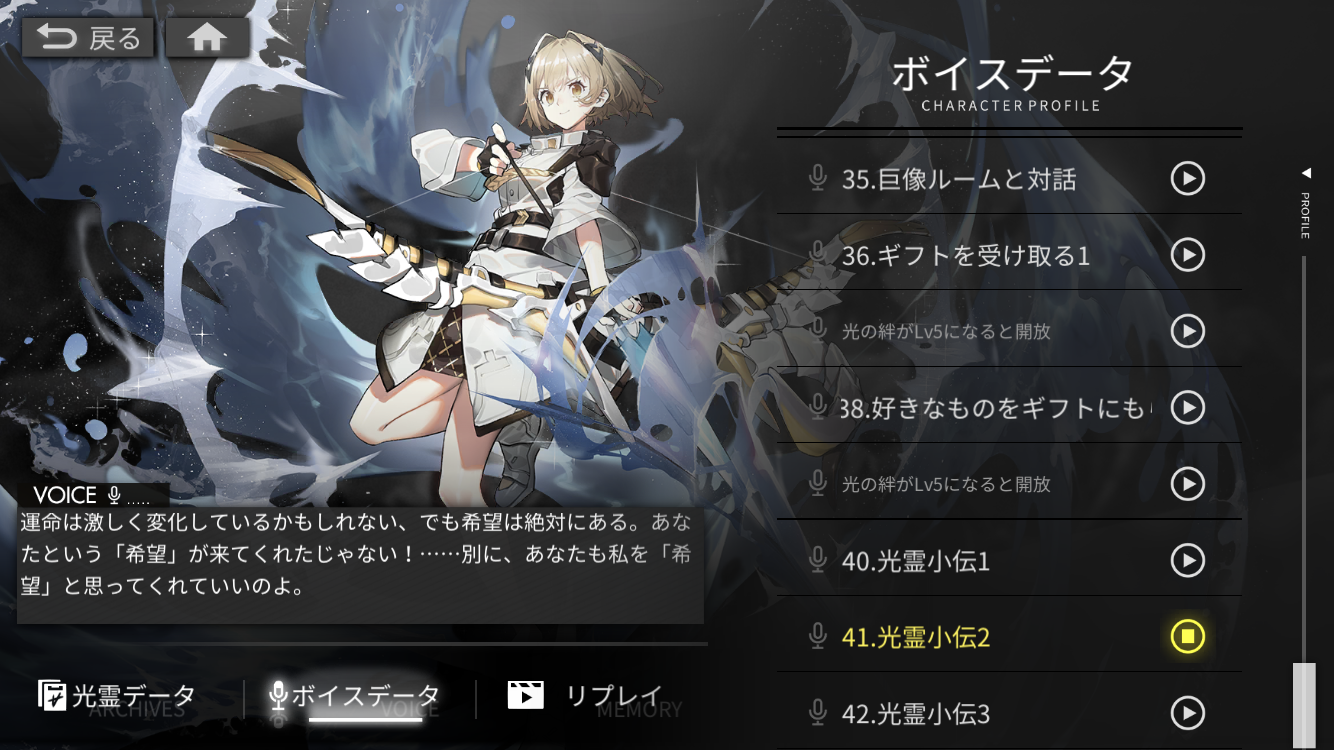 戻る
ボイスデータ
CHARACTER PROFILE
35.巨像ルームと対話
36.ギフトを受け取る1
光の絆がLv5になると開放
38.好きなものをギフトにも
光の絆がLv5になると開放
40.光霊小伝1
41.光霊小伝2
42.光霊小伝3
PROFILE
VOICE .....
運命は激しく変化しているかもしれない、でも希望は絶対にある。あな
たという「希望」が来てくれたじゃない！……別に、あなたも私を「希
望」と思ってくれていいのよ。
光霊データ
ARCHIVES
ボイスデータ
VOICE
リプレイ
MEMORY